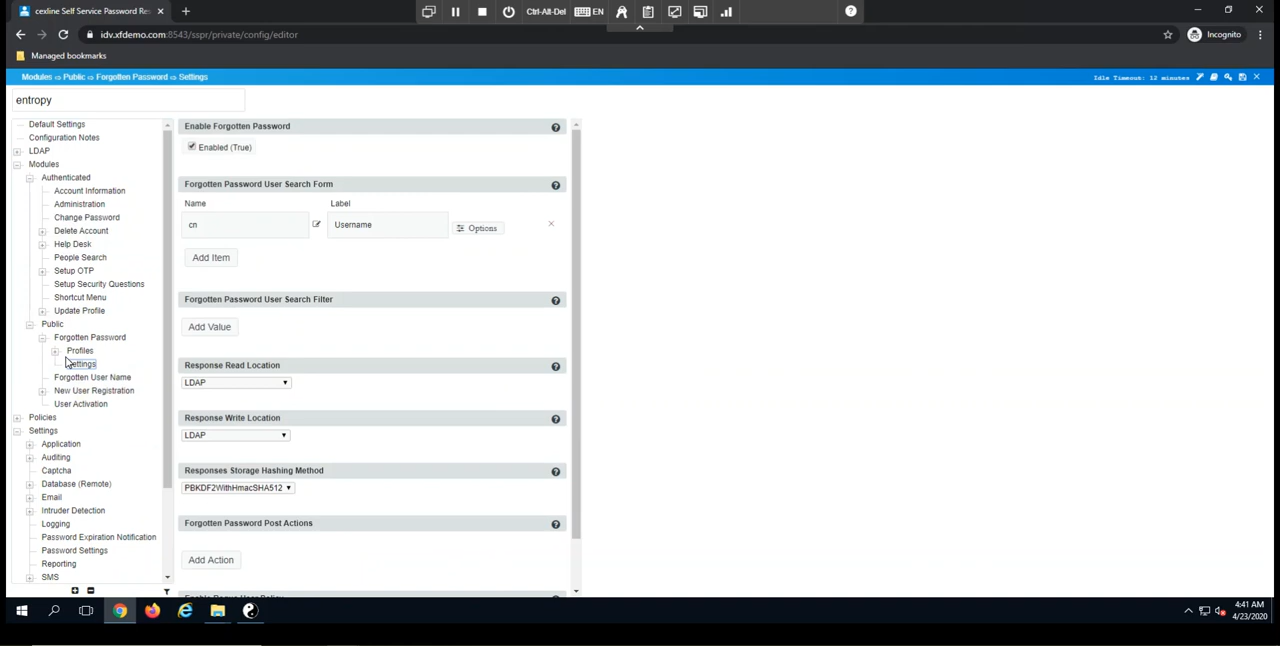 cexline Self Service Password Re
Ctrl-Alt-Del
EN
idv.xfdemo.com:8543/sspr/private/config/editor
Incognito
Managed bookmarks
Modules ⇨ Public ⇨ Forgotten Password ⇨ Settings
Idle Timeout: 12 minutes
entropy
Default Settings
Configuration Notes
LDAP
Modules
Authenticated
Account Information
Administration
Change Password
Delete Account
Help Desk
People Search
Setup OTP
Setup Security Questions
Shortcut Menu
Update Profile
Public
Forgotten Password
Profiles
Settings
Forgotten User Name
New User Registration
User Activation
Policies
Settings
Application
Auditing
Captcha
Database (Remote)
Email
Intruder Detection
Logging
Password Expiration Notification
Password Settings
Reporting
SMS
Enable Forgotten Password
Enabled (True)
Forgotten Password User Search Form
Name Label
cn Username Options
Add Item
Forgotten Password User Search Filter
Add Value
Response Read Location
LDAP
Response Write Location
LDAP
Responses Storage Hashing Method
PBKDF2WithHmacSHA512
Forgotten Password Post Actions
Add Action
4:41 AM
4/23/2020